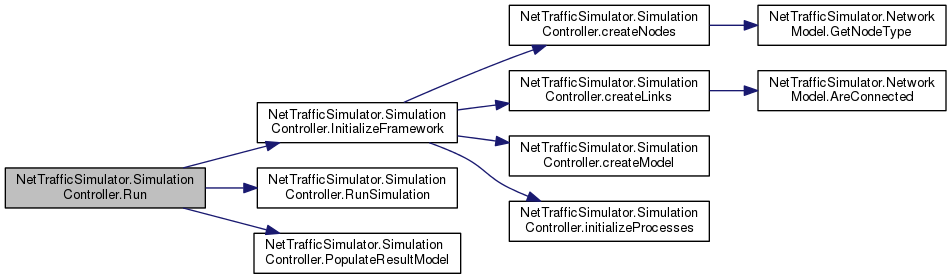 NetTrafficSimulator.Simulation
Controller.Run
NetTrafficSimulator.Simulation
Controller.InitializeFramework
NetTrafficSimulator.Simulation
Controller.RunSimulation
NetTrafficSimulator.Simulation
Controller.PopulateResultModel
NetTrafficSimulator.Simulation
Controller.createNodes
NetTrafficSimulator.Simulation
Controller.createLinks
NetTrafficSimulator.Simulation
Controller.createModel
NetTrafficSimulator.Simulation
Controller.initializeProcesses
NetTrafficSimulator.Network
Model.GetNodeType
NetTrafficSimulator.Network
Model.AreConnected